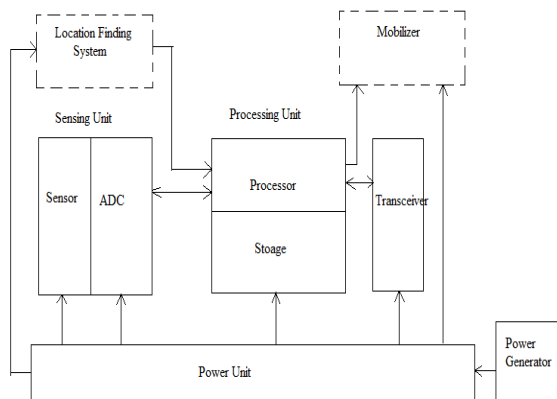 Location Finding
System
Mobilizer
Sensing Unit
Processing Unit
Sensor
ADC
Processor
Transceiver
Stoage
Power Unit
Power
Generator